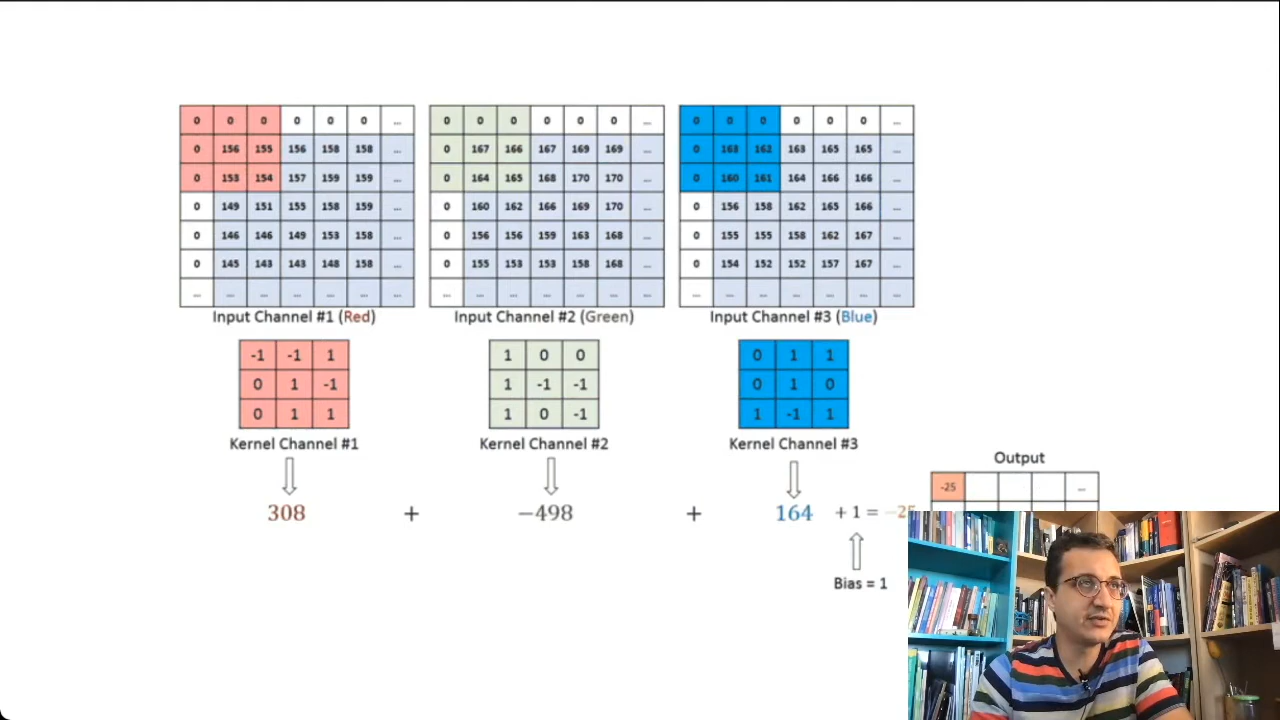 0 0 0 0 0 0 ...
0 156 155 156 158 158 ...
0 153 154 157 159 159 ...
0 149 151 155 158 159 ...
0 146 146 149 153 158 ...
0 145 143 143 148 158 ...
... ... ... ... ... ... ...
Input Channel #1 (Red)
0 0 0 0 0 0 ...
0 167 166 167 169 169 ...
0 164 165 168 170 170 ...
0 160 162 166 169 170 ...
0 156 156 159 163 168 ...
0 155 153 153 158 168 ...
... ... ... ... ... ... ...
Input Channel #2 (Green)
0 0 0 0 0 0 ...
0 163 162 163 165 165 ...
0 160 161 164 166 166 ...
0 156 158 162 165 166 ...
0 155 155 158 162 167 ...
0 154 152 152 157 167 ...
... ... ... ... ... ... ...
Input Channel #3 (Blue)
-1 -1 1
0 1 -1
0 1 1
Kernel Channel #1
1 0 0
1 -1 -1
1 0 -1
Kernel Channel #2
0 1 1
0 1 0
1 -1 1
Kernel Channel #3
308 + −498 + 164 + 1 = −25
Bias = 1
Output
-25 ...